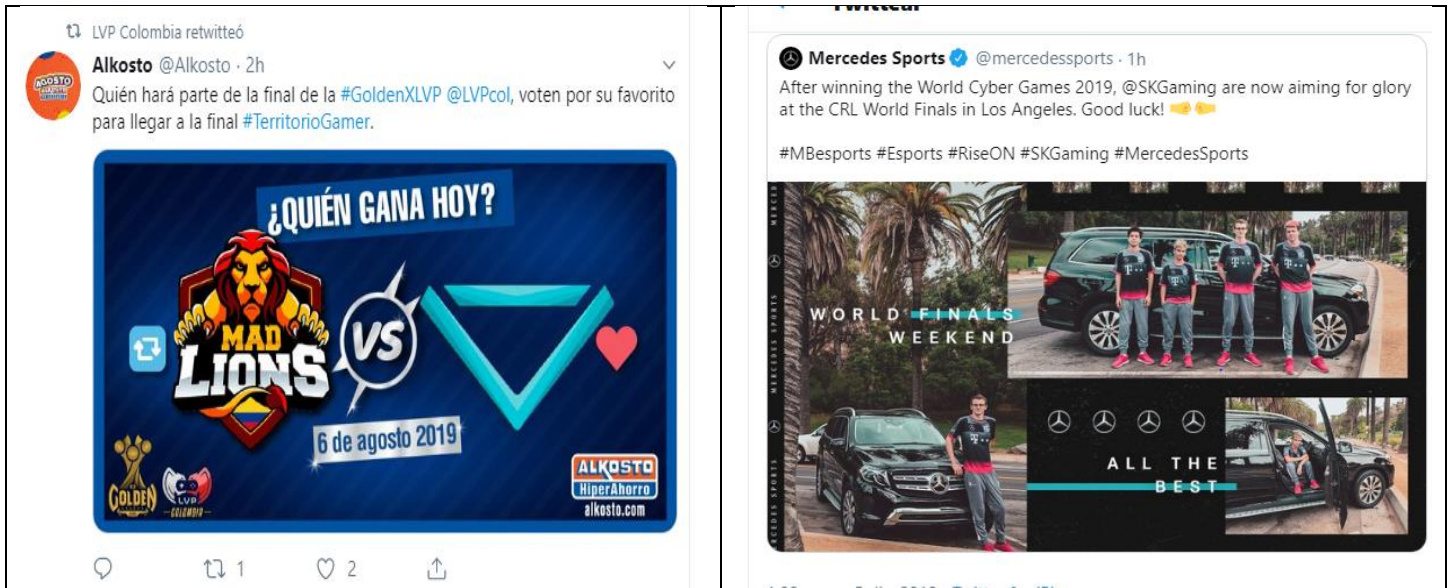 LVP Colombia retwitteó
Alkosto @Alkosto · 2h
Quién hará parte de la final de la #GoldenXLVP @LVPcol, voten por su favorito
para llegar a la final #TerritorioGamer.
AGOSTO
¿QUIÉN GANA HOY?
MAD
LIONS
VS
6 de agosto 2019
GOLDEN
LVP
COLOMBIA
ALKOSTO
HiperAhorro
alkosto.com
1
2
Mercedes Sports @mercedessports · 1h
After winning the World Cyber Games 2019, @SKGaming are now aiming for glory
at the CRL World Finals in Los Angeles. Good luck! 🤜🤛
#MBesports #Esports #RiseON #SKGaming #MercedesSports
MERCEDES SPORTS
WORLD FINALS
WEEKEND
ALL THE
BEST